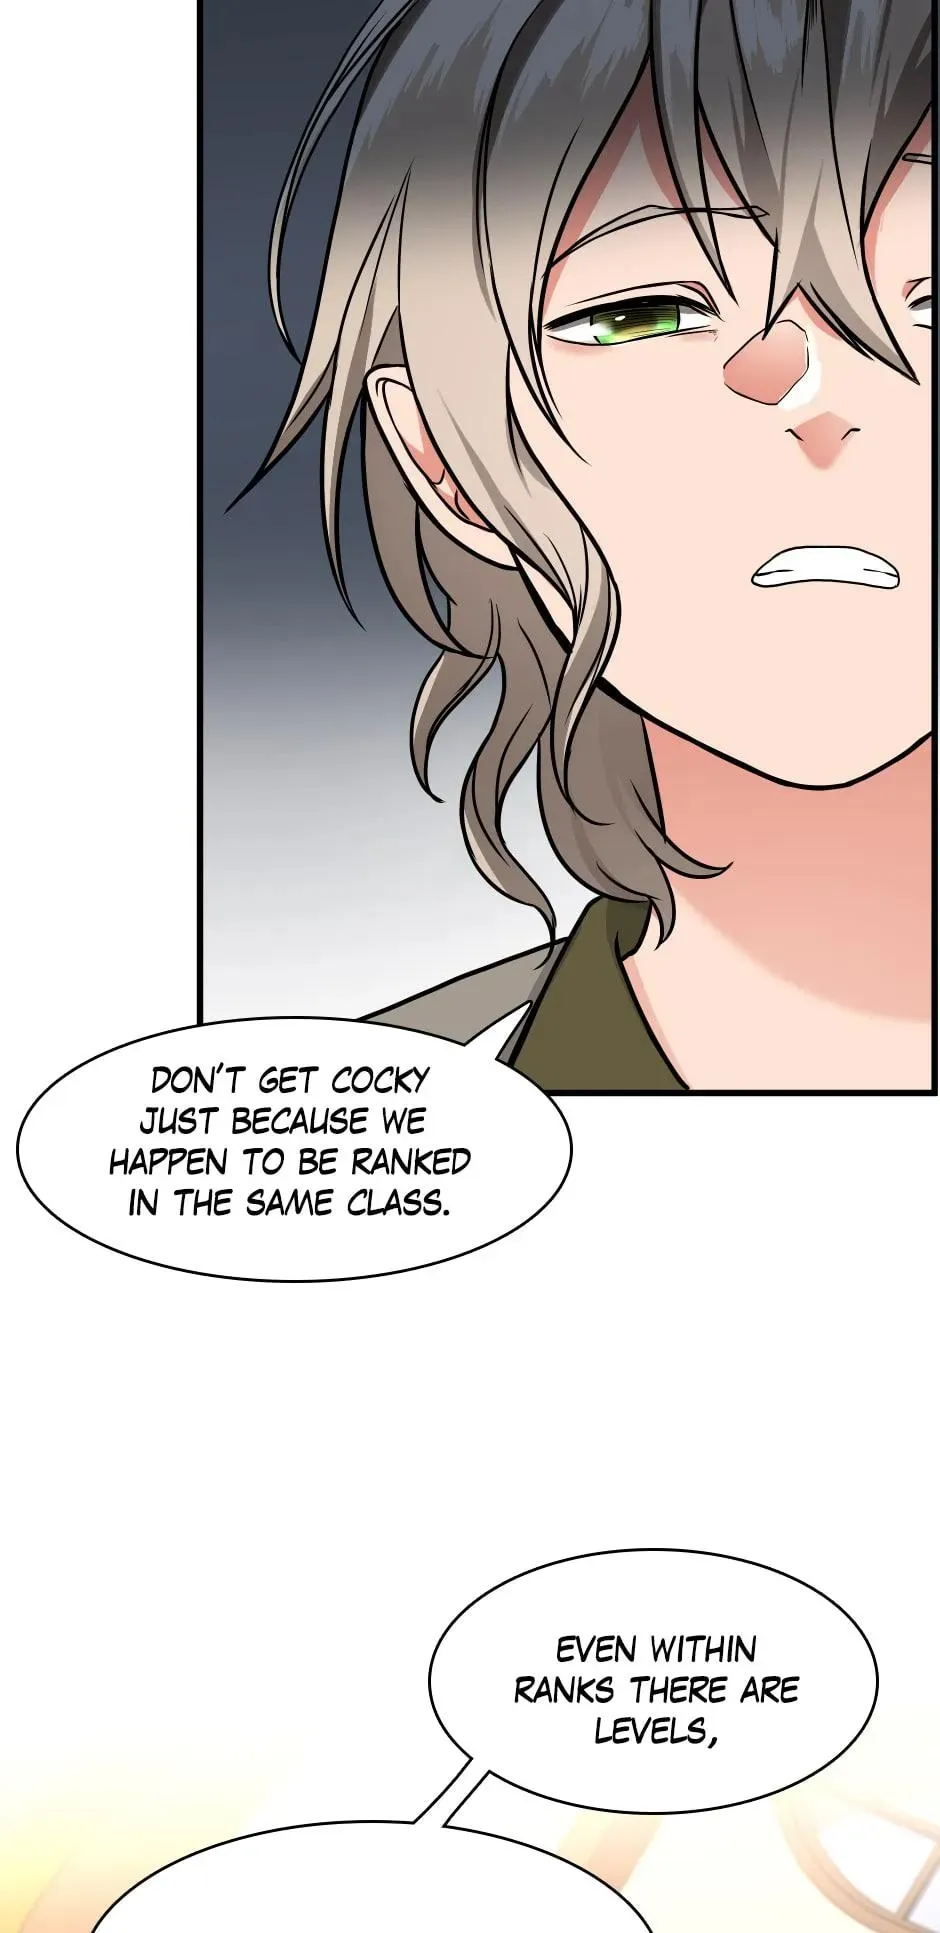 DON'T GET COCKY
JUST BECAUSE WE
HAPPEN TO BE RANKED
IN THE SAME CLASS.
EVEN WITHIN
RANKS THERE ARE
LEVELS,